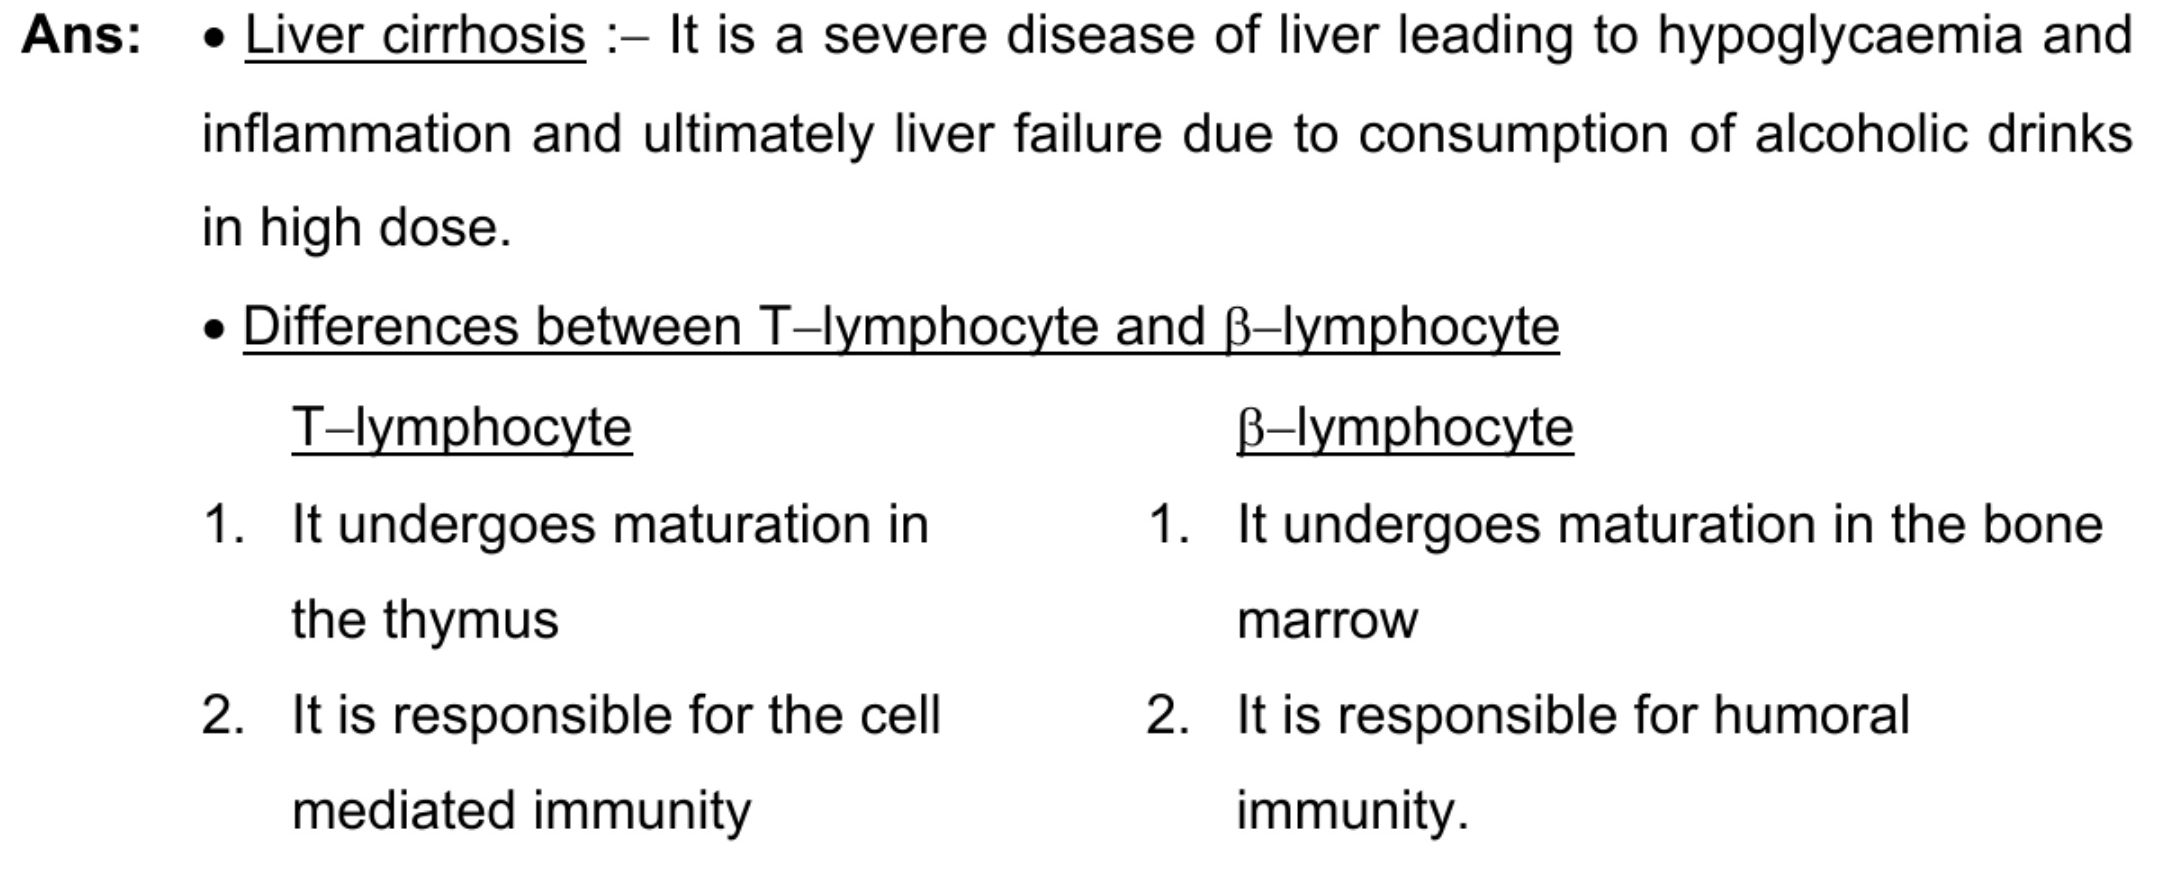 Ans: • Liver cirrhosis :– It is a severe disease of liver leading to hypoglycaemia and
inflammation and ultimately liver failure due to consumption of alcoholic drinks
in high dose.
• Differences between T–lymphocyte and β–lymphocyte
T–lymphocyte β–lymphocyte
1. It undergoes maturation in 1. It undergoes maturation in the bone
the thymus marrow
2. It is responsible for the cell 2. It is responsible for humoral
mediated immunity immunity.